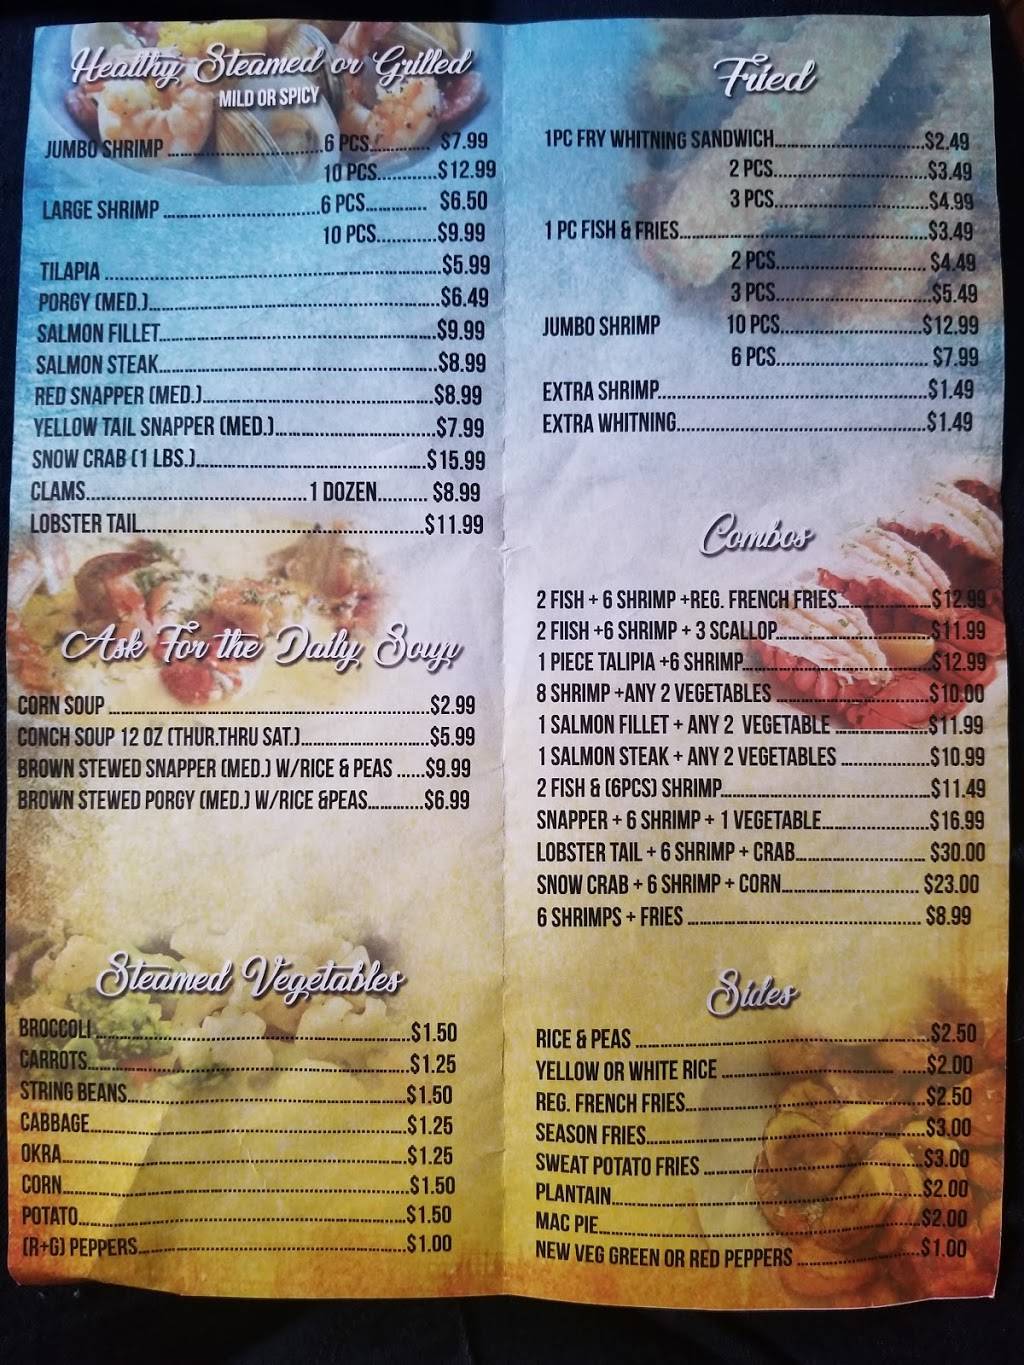 Healthy Steamed or Grilled
MILD OR SPICY
JUMBO SHRIMP ........ 6 PCS........ $7.99
10 PCS........ $12.99
LARGE SHRIMP ........ 6 PCS........ $6.50
10 PCS........ $9.99
TILAPIA ........ $5.99
PORGY (MED.)........ $6.49
SALMON FILLET........ $9.99
SALMON STEAK........ $8.99
RED SNAPPER (MED.)........ $8.99
YELLOW TAIL SNAPPER (MED.)........ $7.99
SNOW CRAB (1 LBS.)........ $15.99
CLAMS........ 1 DOZEN........ $8.99
LOBSTER TAIL........ $11.99
Ask For the Daily Soup
CORN SOUP ........ $2.99
CONCH SOUP 12 OZ (THUR.THRU SAT.)........ $5.99
BROWN STEWED SNAPPER (MED.) W/RICE & PEAS ...... $9.99
BROWN STEWED PORGY (MED.) W/RICE &PEAS........ $6.99
Steamed Vegetables
BROCCOLI ........ $1.50
CARROTS........ $1.25
STRING BEANS........ $1.50
CABBAGE........ $1.25
OKRA........ $1.25
CORN........ $1.50
POTATO........ $1.50
(R+G) PEPPERS........ $1.00
Fried
1PC FRY WHITNING SANDWICH........ $2.49
2 PCS........ $3.49
3 PCS........ $4.99
1 PC FISH & FRIES........ $3.49
2 PCS........ $4.49
3 PCS........ $5.49
JUMBO SHRIMP 10 PCS........ $12.99
6 PCS........ $7.99
EXTRA SHRIMP........ $1.49
EXTRA WHITNING........ $1.49
Combos
2 FISH + 6 SHRIMP +REG. FRENCH FRIES........ $12.99
2 FIISH +6 SHRIMP + 3 SCALLOP........ $11.99
1 PIECE TALIPIA +6 SHRIMP........ $12.99
8 SHRIMP +ANY 2 VEGETABLES ........ $10.00
1 SALMON FILLET + ANY 2 VEGETABLE ........ $11.99
1 SALMON STEAK + ANY 2 VEGETABLES ........ $10.99
2 FISH & (6PCS) SHRIMP........ $11.49
SNAPPER + 6 SHRIMP + 1 VEGETABLE........ $16.99
LOBSTER TAIL + 6 SHRIMP + CRAB........ $30.00
SNOW CRAB + 6 SHRIMP + CORN........ $23.00
6 SHRIMPS + FRIES ........ $8.99
Sides
RICE & PEAS ........ $2.50
YELLOW OR WHITE RICE ........ $2.00
REG. FRENCH FRIES........ $2.50
SEASON FRIES........ $3.00
SWEAT POTATO FRIES ........ $3.00
PLANTAIN........ $2.00
MAC PIE........ $2.00
NEW VEG GREEN OR RED PEPPERS ........ $1.00